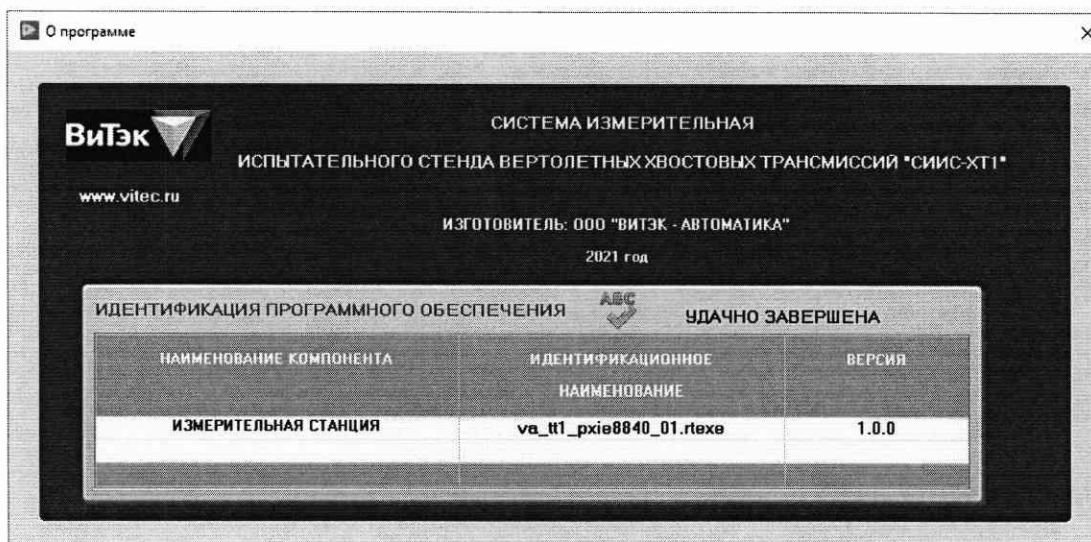 О программе
ВиТэк
СИСТЕМА ИЗМЕРИТЕЛЬНАЯ
ИСПЫТАТЕЛЬНОГО СТЕНДА ВЕРТОЛЕТНЫХ ХВОСТОВЫХ ТРАНСМИССИЙ "СИИС-ХТ1"
www.vitec.ru
ИЗГОТОВИТЕЛЬ: ООО "ВИТЭК - АВТОМАТИКА"
2021 год
ИДЕНТИФИКАЦИЯ ПРОГРАММНОГО ОБЕСПЕЧЕНИЯ ABC УДАЧНО ЗАВЕРШЕНА
НАИМЕНОВАНИЕ КОМПОНЕНТА ИДЕНТИФИКАЦИОННОЕ НАИМЕНОВАНИЕ ВЕРСИЯ
ИЗМЕРИТЕЛЬНАЯ СТАНЦИЯ va_tt1_pxie8840_01.rtexe 1.0.0